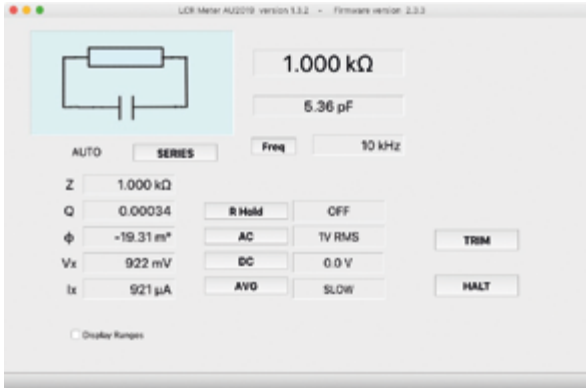 LCR Meter AU2019 version 1.3.2 - Firmware version 2.3.3
1.000 kΩ
5.36 pF
AUTO SERIES Freq 10 kHz
Z 1.000 kΩ
Q 0.00034 R Hold OFF
ϕ -19.31 m° AC 1V RMS TRIM
Vx 922 mV DC 0.0 V
Ix 921 µA AVG SLOW HALT
Display Ranges